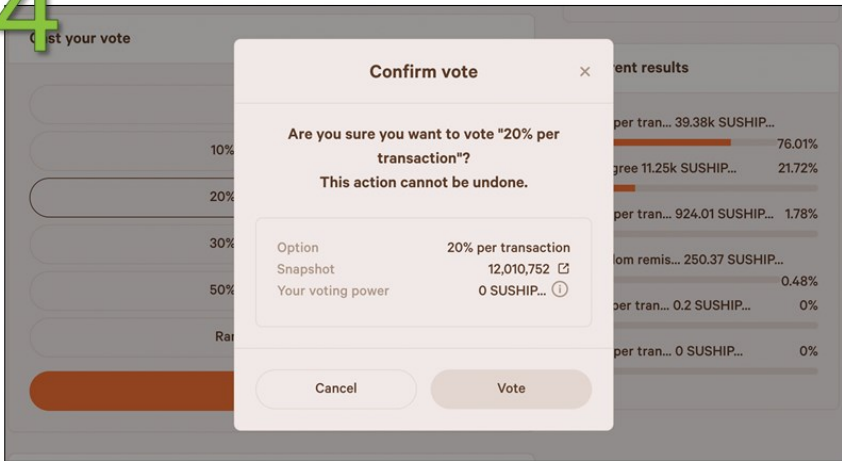 4
Cast your vote
10%
20%
30%
50%
Confirm vote
×
Are you sure you want to vote "20% per
transaction"?
This action cannot be undone.
Option 20% per transaction
Snapshot 12,010,752
Your voting power 0 SUSHIP...
Cancel Vote
results
per tran... 39.38k SUSHIP...
76.01%
11.25k SUSHIP... 21.72%
per tran... 924.01 SUSHIP... 1.78%
remis... 250.37 SUSHIP...
0.48%
per tran... 0.2 SUSHIP... 0%
per tran... 0 SUSHIP... 0%